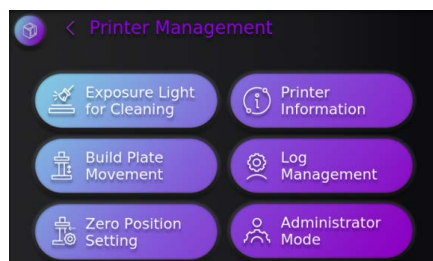 Printer Management
Exposure Light
for Cleaning
Printer
Information
Build Plate
Movement
Log
Management
Zero Position
Setting
Administrator
Mode